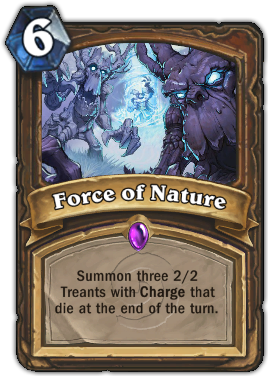 6
Force of Nature
Summon three 2/2
Treants with Charge that
die at the end of the turn.